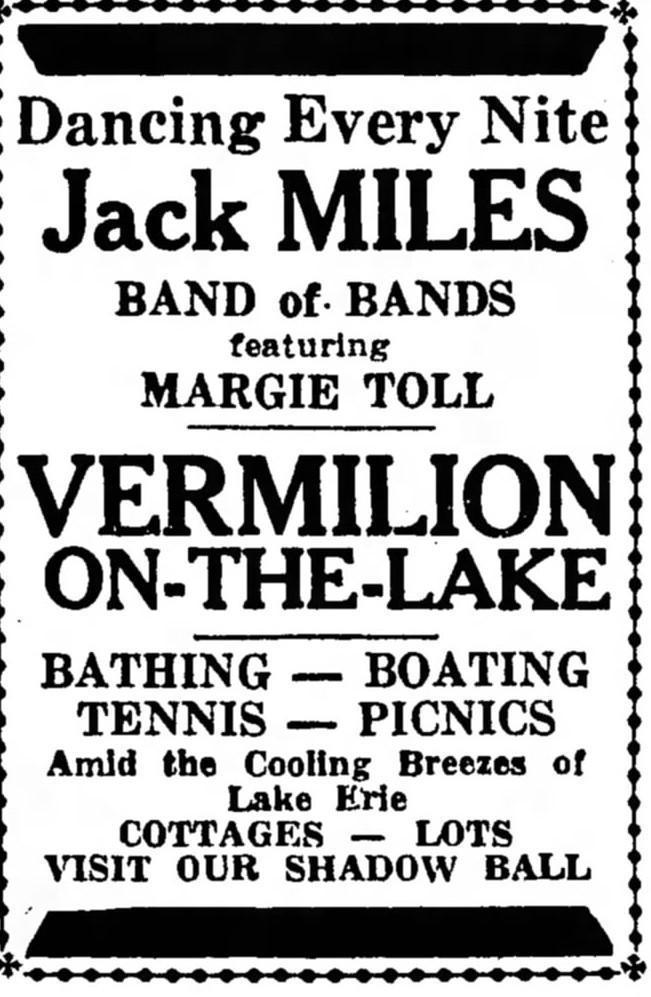 Dancing Every Nite
Jack MILES
BAND of BANDS
featuring
MARGIE TOLL
VERMILION
ON-THE-LAKE
BATHING — BOATING
TENNIS — PICNICS
Amid the Cooling Breezes of
Lake Erie
COTTAGES — LOTS
VISIT OUR SHADOW BALL